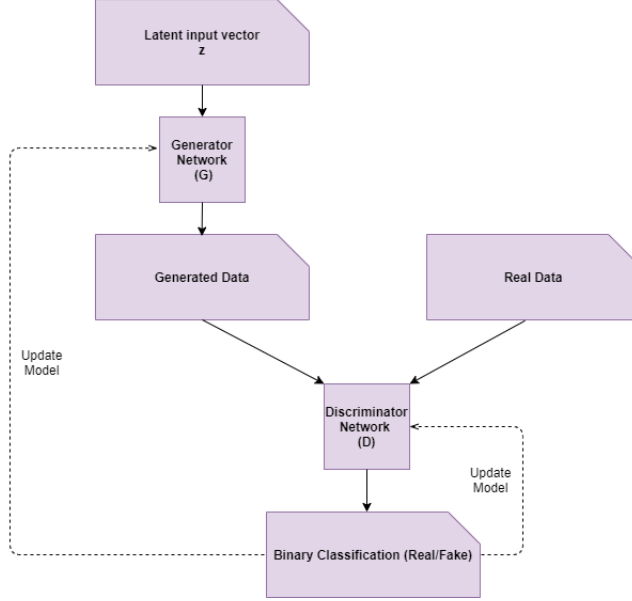 Latent input vector
z
Generator
Network
(G)
Generated Data
Real Data
Update
Model
Discriminator
Network
(D)
Update
Model
Binary Classification (Real/Fake)